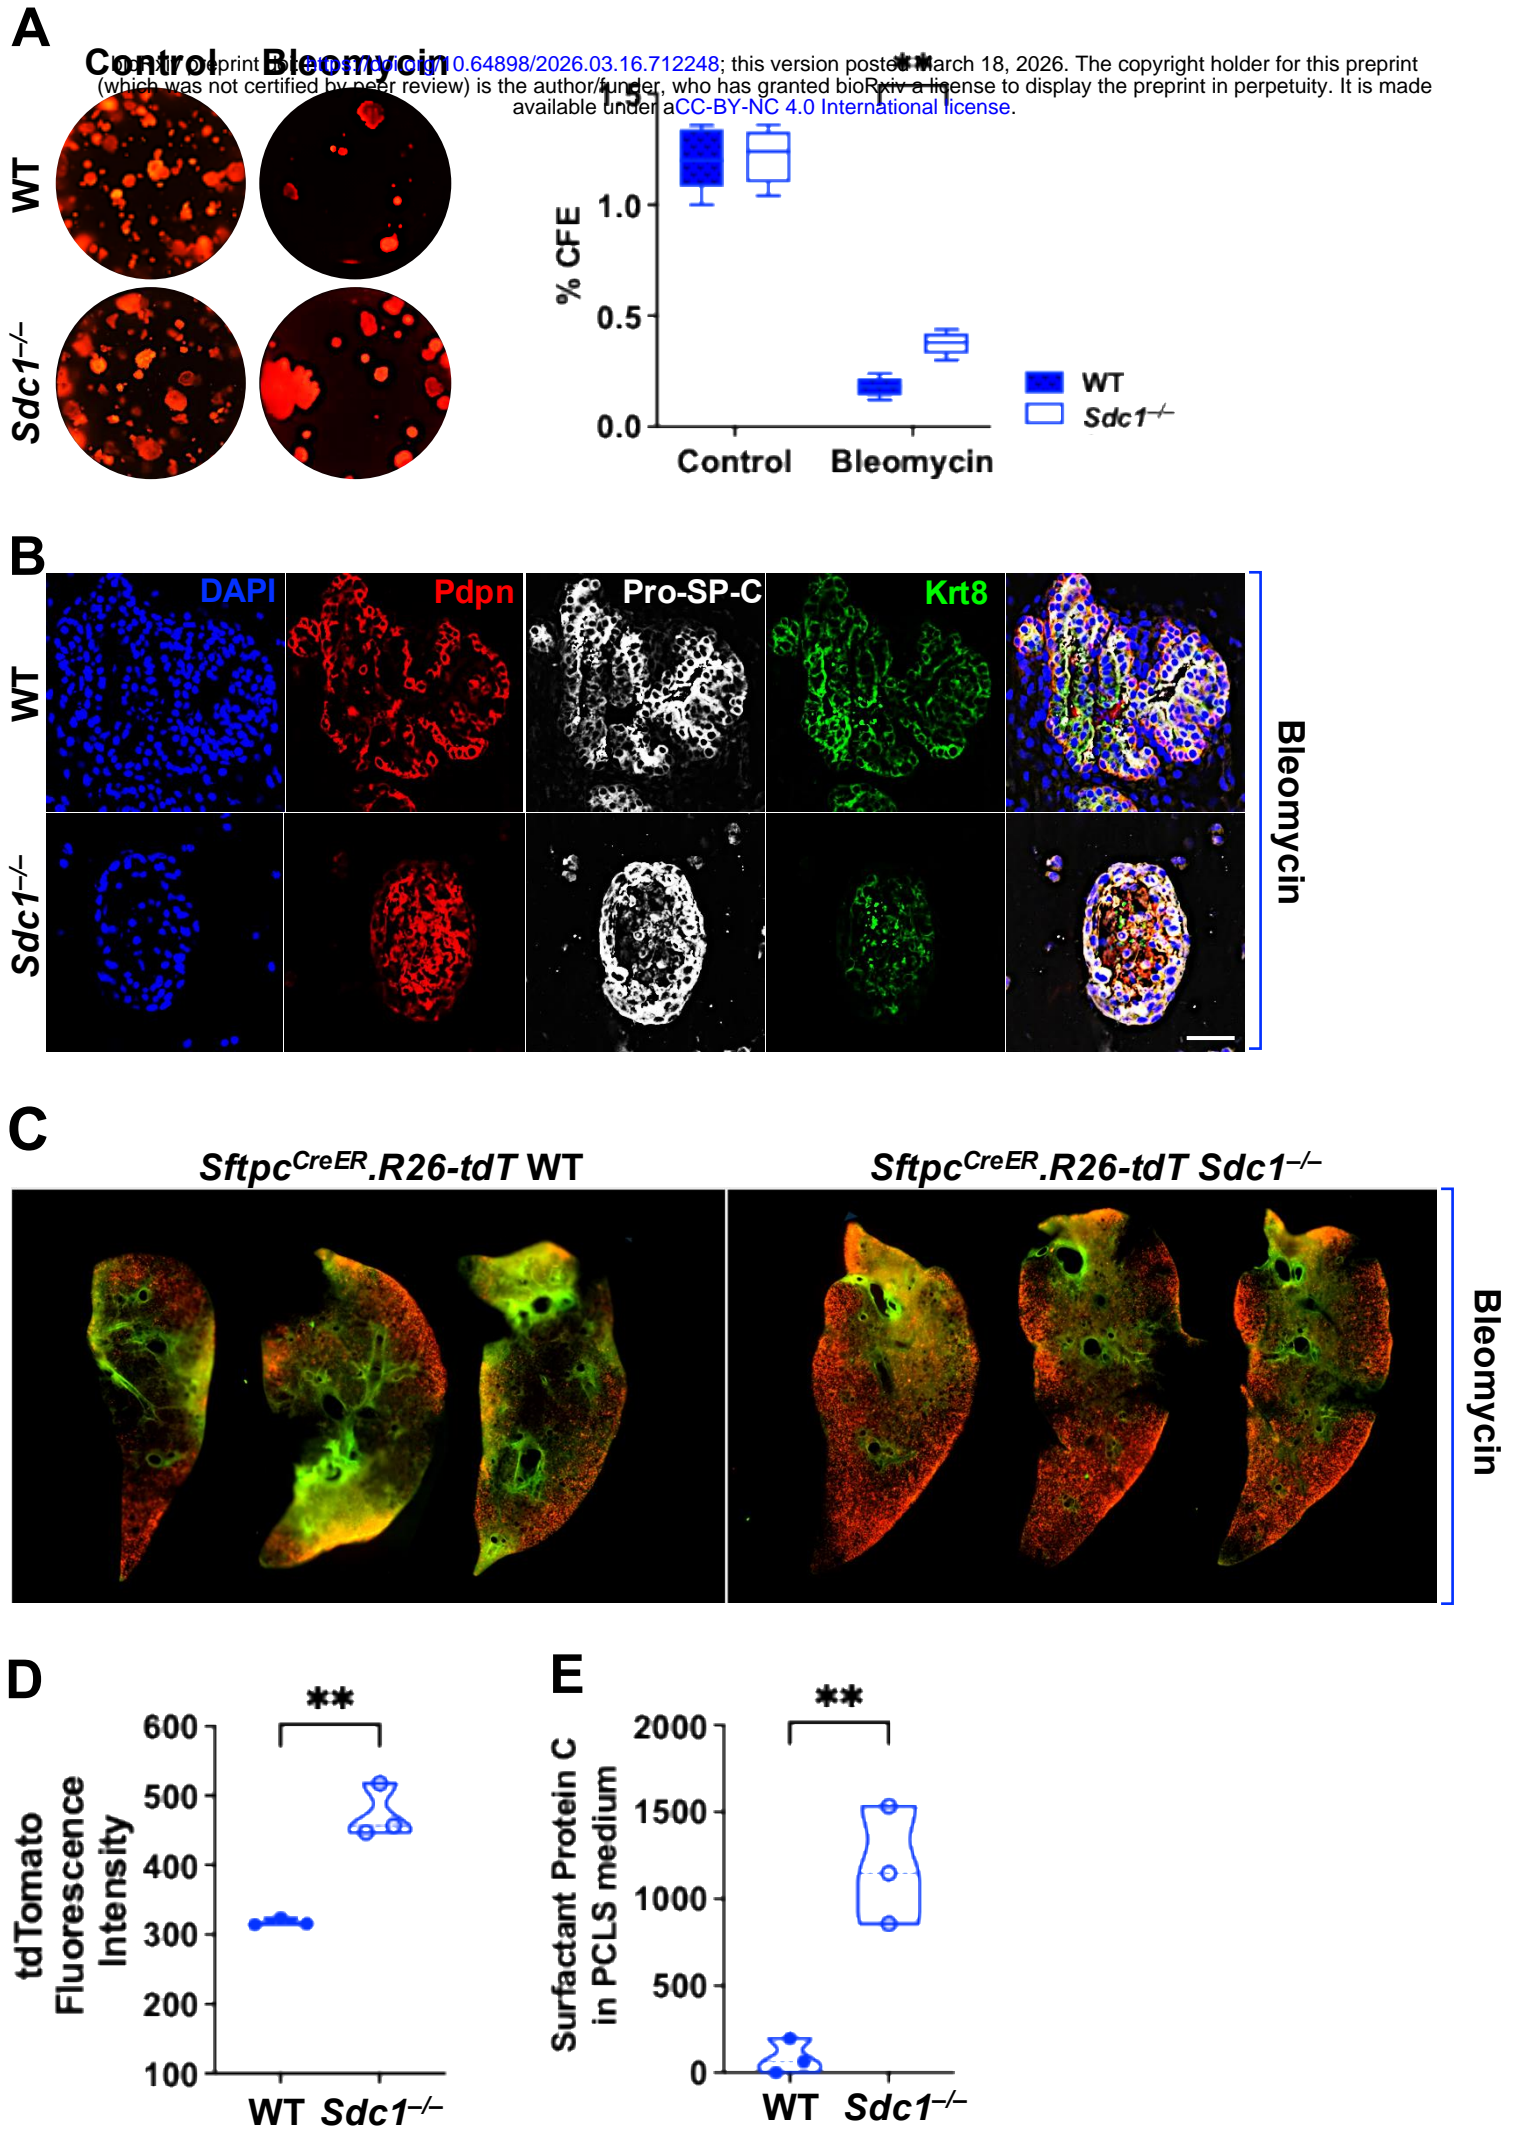 A
Control Bleomycin
bioRxiv preprint doi: https://doi.org/10.64898/2026.03.16.712248; this version posted March 18, 2026. The copyright holder for this preprint
(which was not certified by peer review) is the author/funder, who has granted bioRxiv a license to display the preprint in perpetuity. It is made
available under aCC-BY-NC 4.0 International license.
WT
Sdc1–/–
**
% CFE
1.5
1.0
0.5
0.0
Control Bleomycin
WT
Sdc1–/–
B
DAPI Pdpn Pro-SP-C Krt8
WT
Sdc1–/–
Bleomycin
C
SftpcCreER.R26-tdT WT
SftpcCreER.R26-tdT Sdc1–/–
Bleomycin
D
**
tdTomato
Fluorescence
Intensity
600
500
400
300
200
100
WT Sdc1–/–
E
**
Surfactant Protein C
in PCLS medium
2000
1500
1000
500
0
WT Sdc1–/–